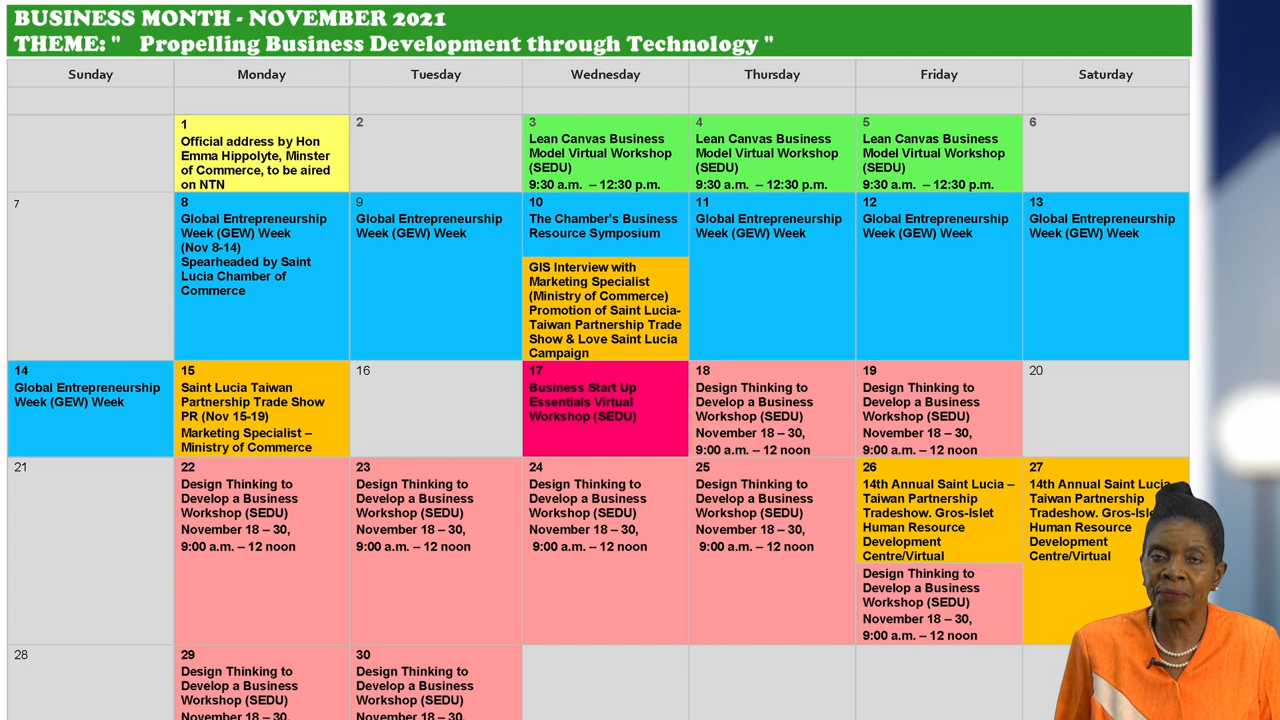 BUSINESS MONTH - NOVEMBER 2021
THEME: " Propelling Business Development through Technology "
Sunday Monday Tuesday Wednesday Thursday Friday Saturday
1
Official address by Hon
Emma Hippolyte, Minster
of Commerce, to be aired
on NTN
2
3
Lean Canvas Business
Model Virtual Workshop
(SEDU)
9:30 a.m. – 12:30 p.m.
4
Lean Canvas Business
Model Virtual Workshop
(SEDU)
9:30 a.m. – 12:30 p.m.
5
Lean Canvas Business
Model Virtual Workshop
(SEDU)
9:30 a.m. – 12:30 p.m.
6
7
8
Global Entrepreneurship
Week (GEW) Week
(Nov 8-14)
Spearheaded by Saint
Lucia Chamber of
Commerce
9
Global Entrepreneurship
Week (GEW) Week
10
The Chamber's Business
Resource Symposium
GIS Interview with
Marketing Specialist
(Ministry of Commerce)
Promotion of Saint Lucia-
Taiwan Partnership Trade
Show & Love Saint Lucia
Campaign
11
Global Entrepreneurship
Week (GEW) Week
12
Global Entrepreneurship
Week (GEW) Week
13
Global Entrepreneurship
Week (GEW) Week
14
Global Entrepreneurship
Week (GEW) Week
15
Saint Lucia Taiwan
Partnership Trade Show
PR (Nov 15-19)
Marketing Specialist –
Ministry of Commerce
16
17
Business Start Up
Essentials Virtual
Workshop (SEDU)
18
Design Thinking to
Develop a Business
Workshop (SEDU)
November 18 – 30,
9:00 a.m. – 12 noon
19
Design Thinking to
Develop a Business
Workshop (SEDU)
November 18 – 30,
9:00 a.m. – 12 noon
20
21
22
Design Thinking to
Develop a Business
Workshop (SEDU)
November 18 – 30,
9:00 a.m. – 12 noon
23
Design Thinking to
Develop a Business
Workshop (SEDU)
November 18 – 30,
9:00 a.m. – 12 noon
24
Design Thinking to
Develop a Business
Workshop (SEDU)
November 18 – 30,
9:00 a.m. – 12 noon
25
Design Thinking to
Develop a Business
Workshop (SEDU)
November 18 – 30,
9:00 a.m. – 12 noon
26
14th Annual Saint Lucia –
Taiwan Partnership
Tradeshow. Gros-Islet
Human Resource
Development
Centre/Virtual
Design Thinking to
Develop a Business
Workshop (SEDU)
November 18 – 30,
9:00 a.m. – 12 noon
27
14th Annual Saint Lucia
Taiwan Partnership
Tradeshow. Gros-Isle
Human Resource
Development
Centre/Virtual
28
29
Design Thinking to
Develop a Business
Workshop (SEDU)
November 18 – 30,
30
Design Thinking to
Develop a Business
Workshop (SEDU)
November 18 – 30,